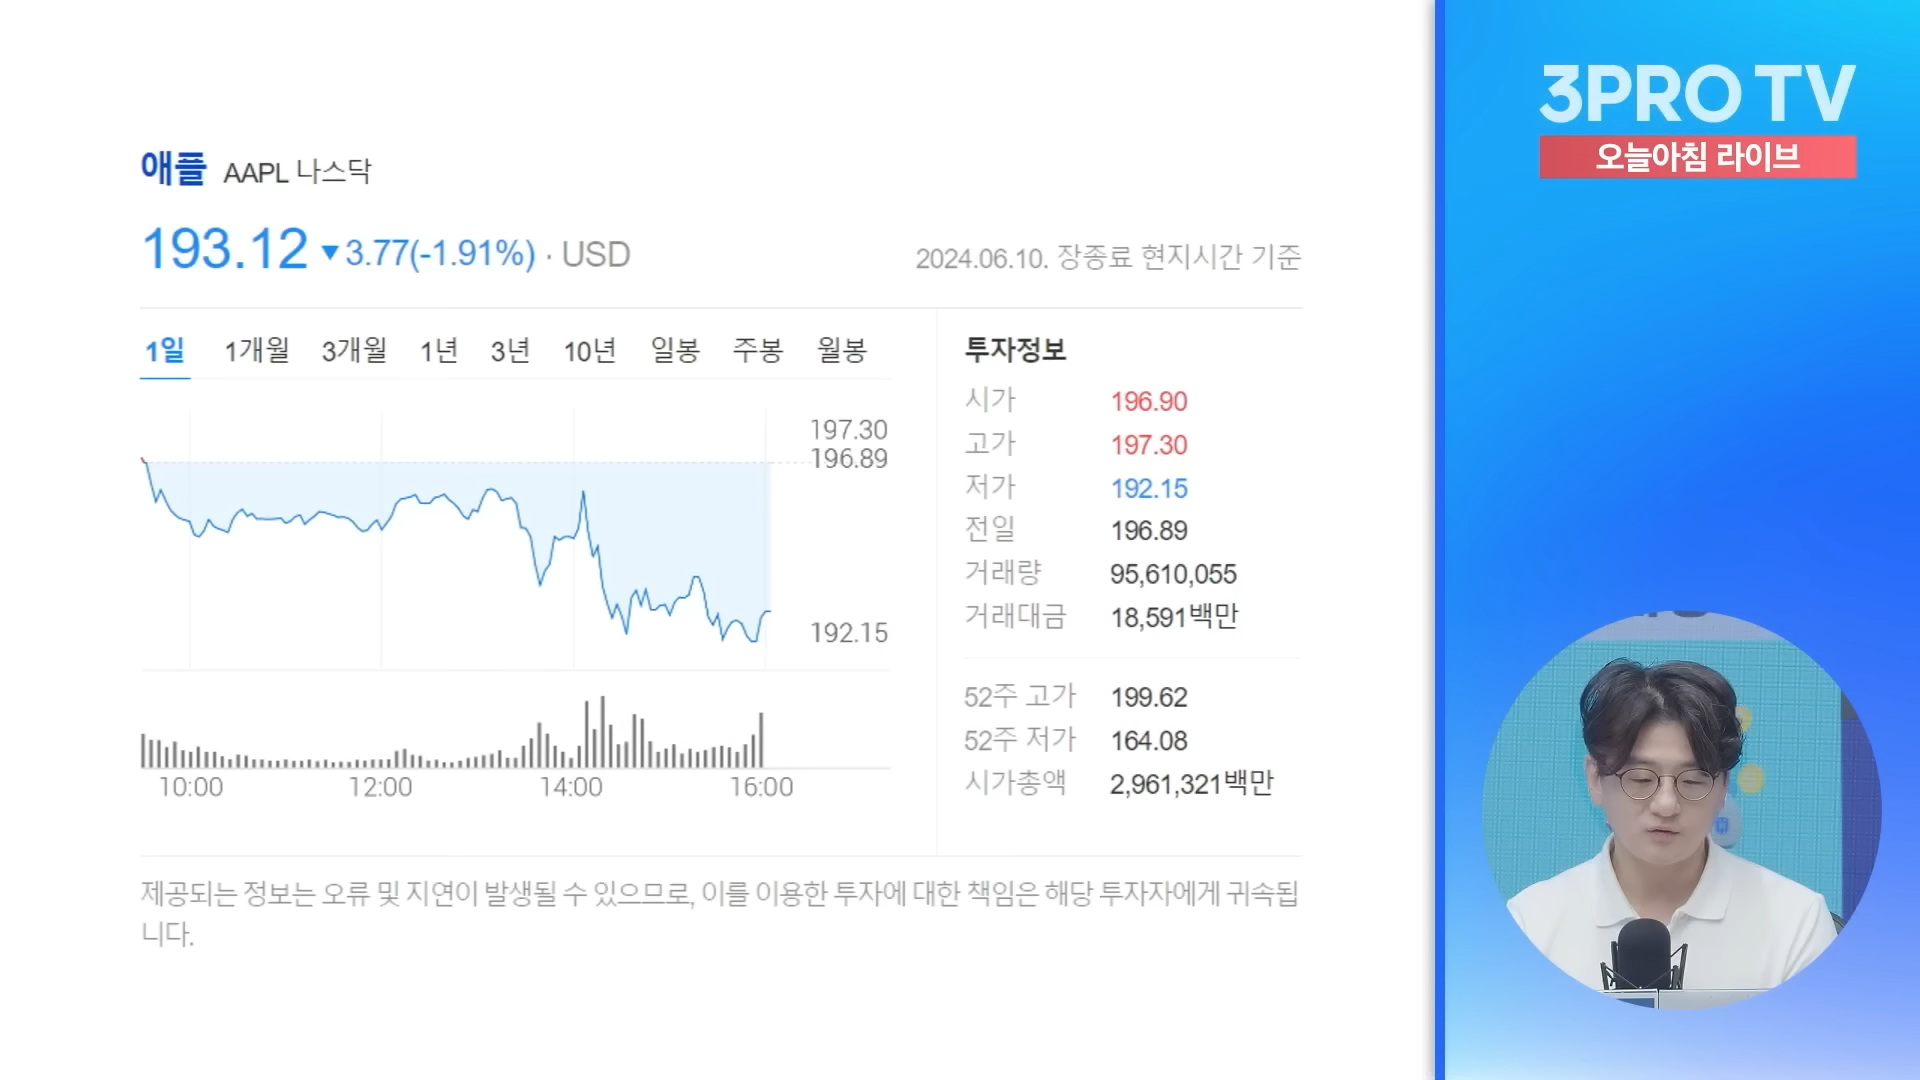 애플 AAPL 나스닥
193.12 ▼3.77(-1.91%) · USD
2024.06.10. 장종료 현지시간 기준
1일 1개월 3개월 1년 3년 10년 일봉 주봉 월봉
197.30
196.89
192.15
10:00 12:00 14:00 16:00
투자정보
시가 196.90
고가 197.30
저가 192.15
전일 196.89
거래량 95,610,055
거래대금 18,591백만
52주 고가 199.62
52주 저가 164.08
시가총액 2,961,321백만
제공되는 정보는 오류 및 지연이 발생될 수 있으므로, 이를 이용한 투자에 대한 책임은 해당 투자자에게 귀속됩
니다.
3PRO TV
오늘아침 라이브